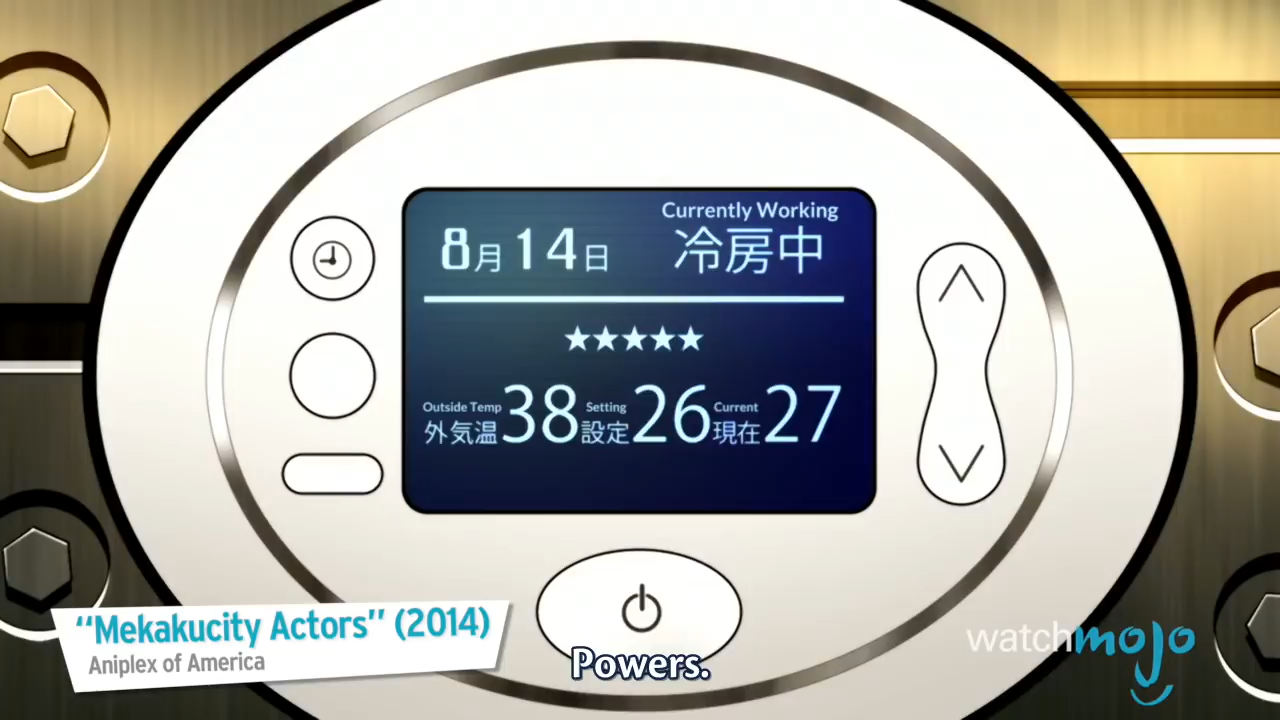 Currently Working
8月14日 冷房中
★★★★★
Outside Temp Setting Current
外気温38設定26現在27
"Mekakucity Actors" (2014)
Aniplex of America
Powers.
watchmojo